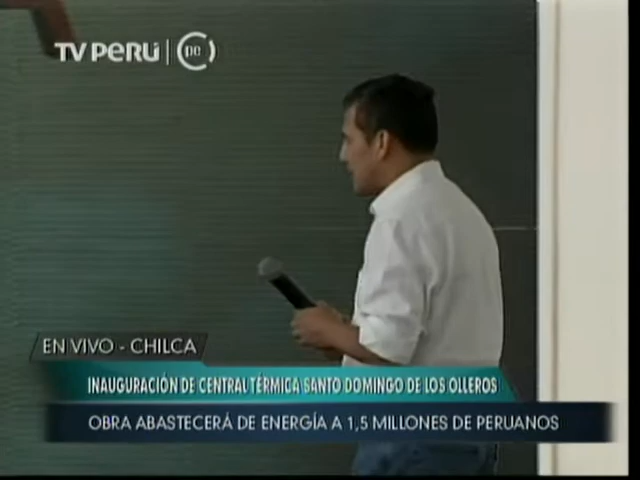 TV PERÚ | pe
EN VIVO - CHILCA
INAUGURACIÓN DE CENTRAL TÉRMICA SANTO DOMINGO DE LOS OLLEROS
OBRA ABASTECERÁ DE ENERGÍA A 1,5 MILLONES DE PERUANOS